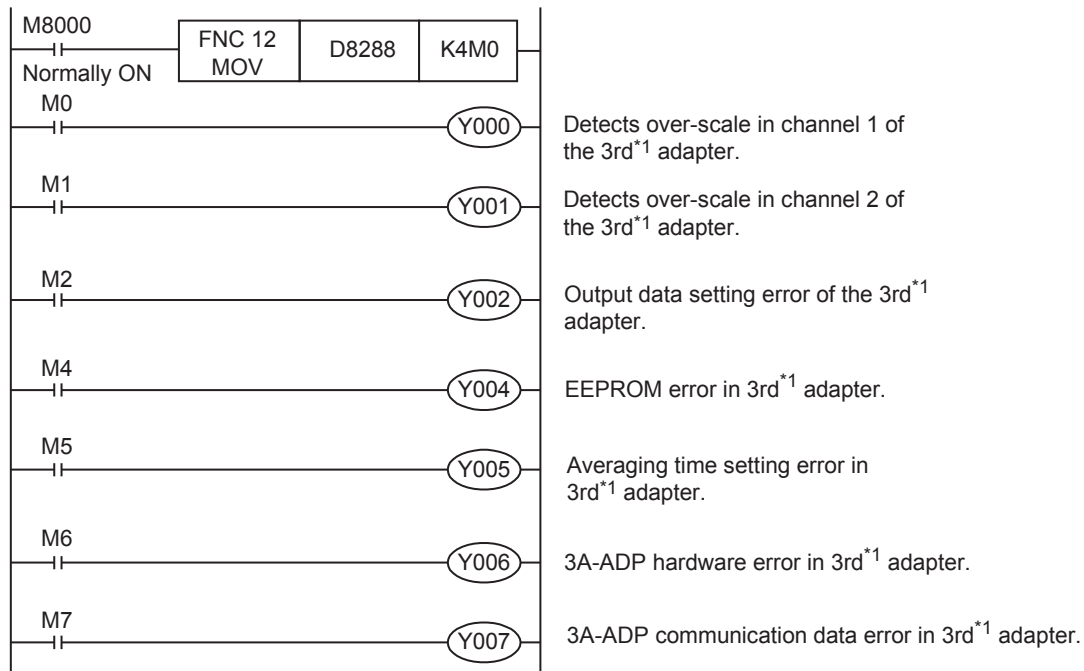 M8000
FNC 12
MOV
D8288
K4M0
Normally ON
M0
Y000
Detects over-scale in channel 1 of
the 3rd*1 adapter.
M1
Y001
Detects over-scale in channel 2 of
the 3rd*1 adapter.
M2
Y002
Output data setting error of the 3rd*1
adapter.
M4
Y004
EEPROM error in 3rd*1 adapter.
M5
Y005
Averaging time setting error in
3rd*1 adapter.
M6
Y006
3A-ADP hardware error in 3rd*1 adapter.
M7
Y007
3A-ADP communication data error in 3rd*1 adapter.